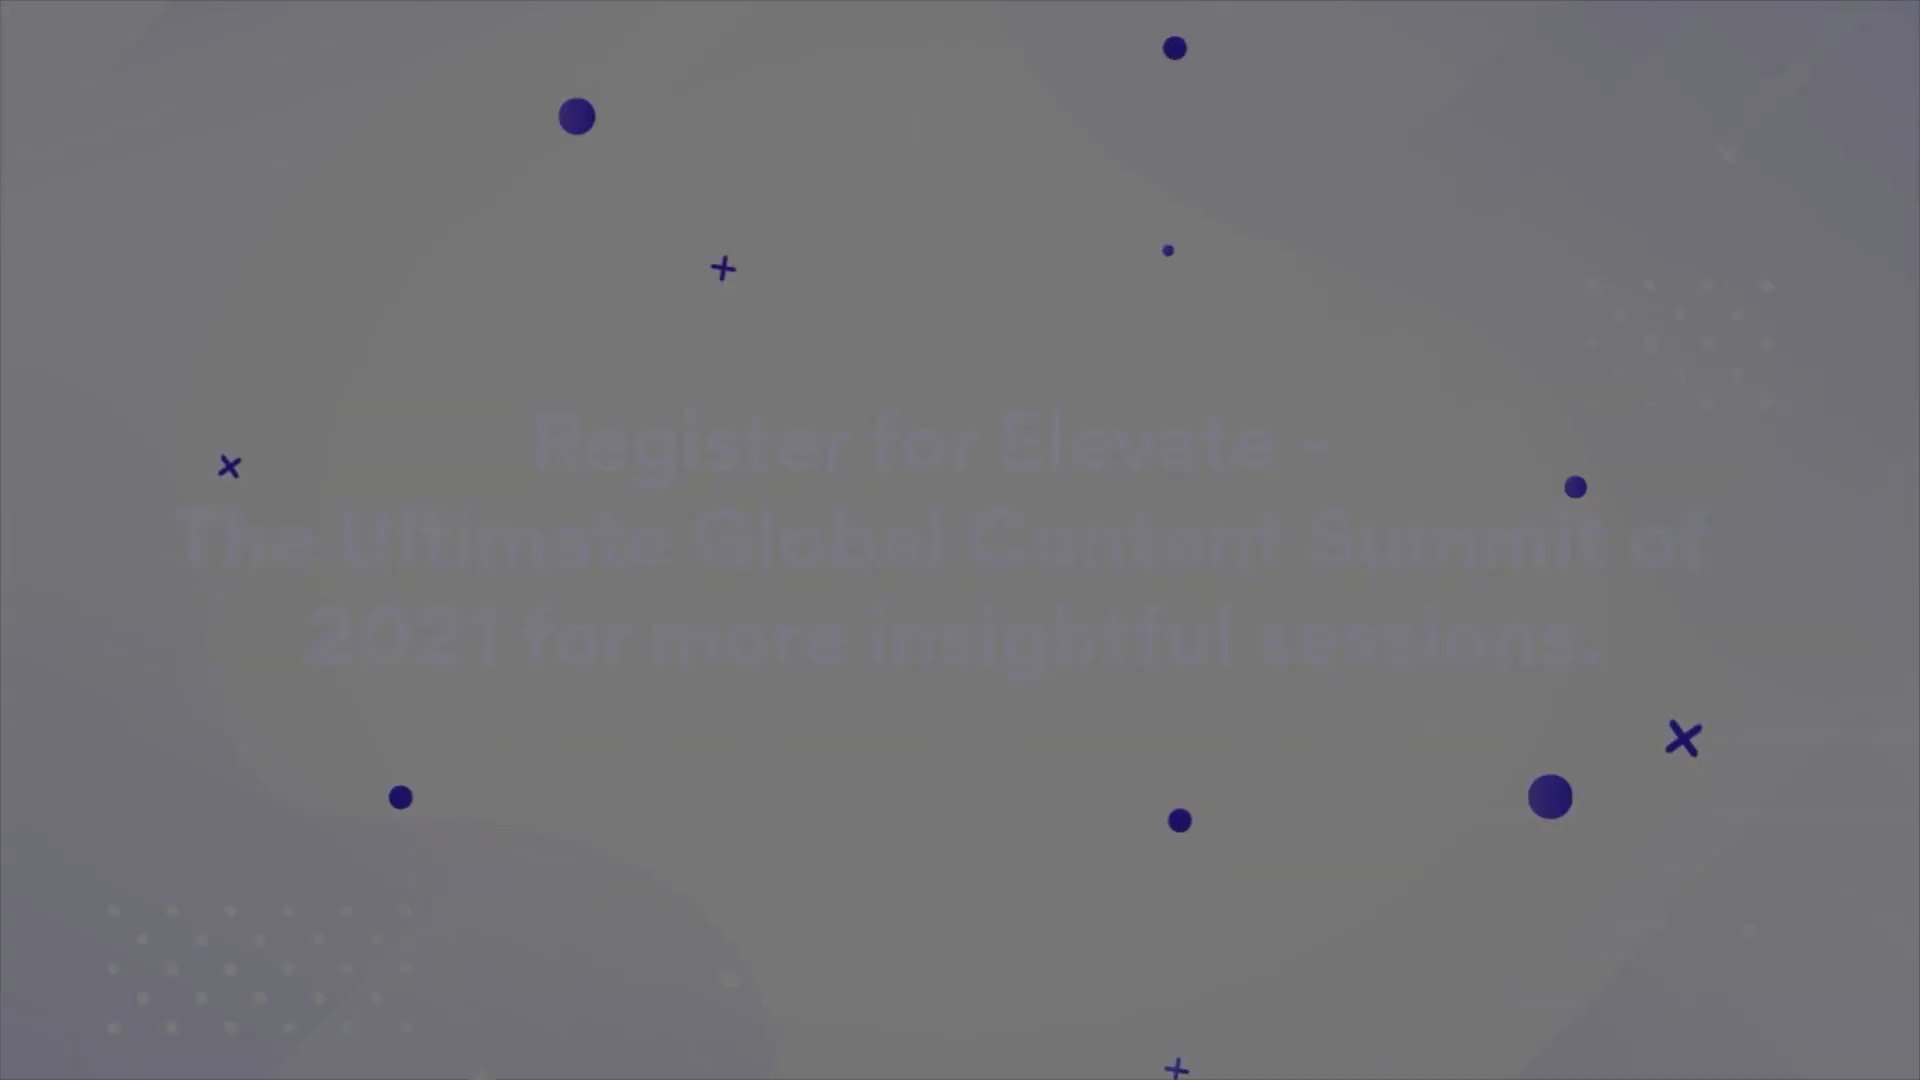 Register for Elevate -
The Ultimate Global Content Summit of
2021 for more insightful sessions.